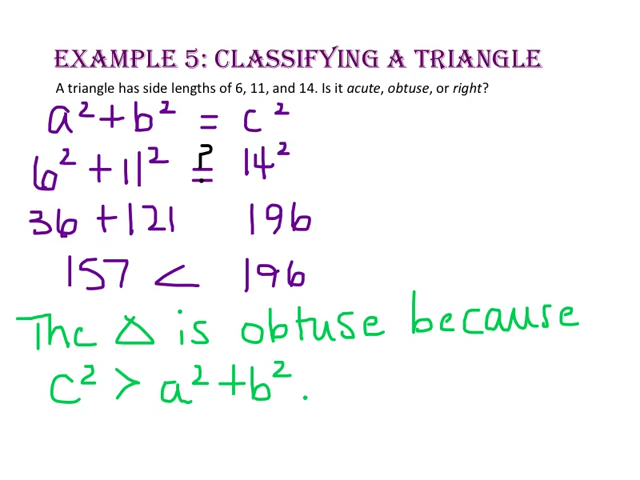 EXAMPLE 5: CLASSIFYING A TRIANGLE
A triangle has side lengths of 6, 11, and 14. Is it acute, obtuse, or right?
a² + b² = c²
6² + 11² ≟ 14²
36 + 121 196
157 < 196
The △ is obtuse because
c² > a² + b².